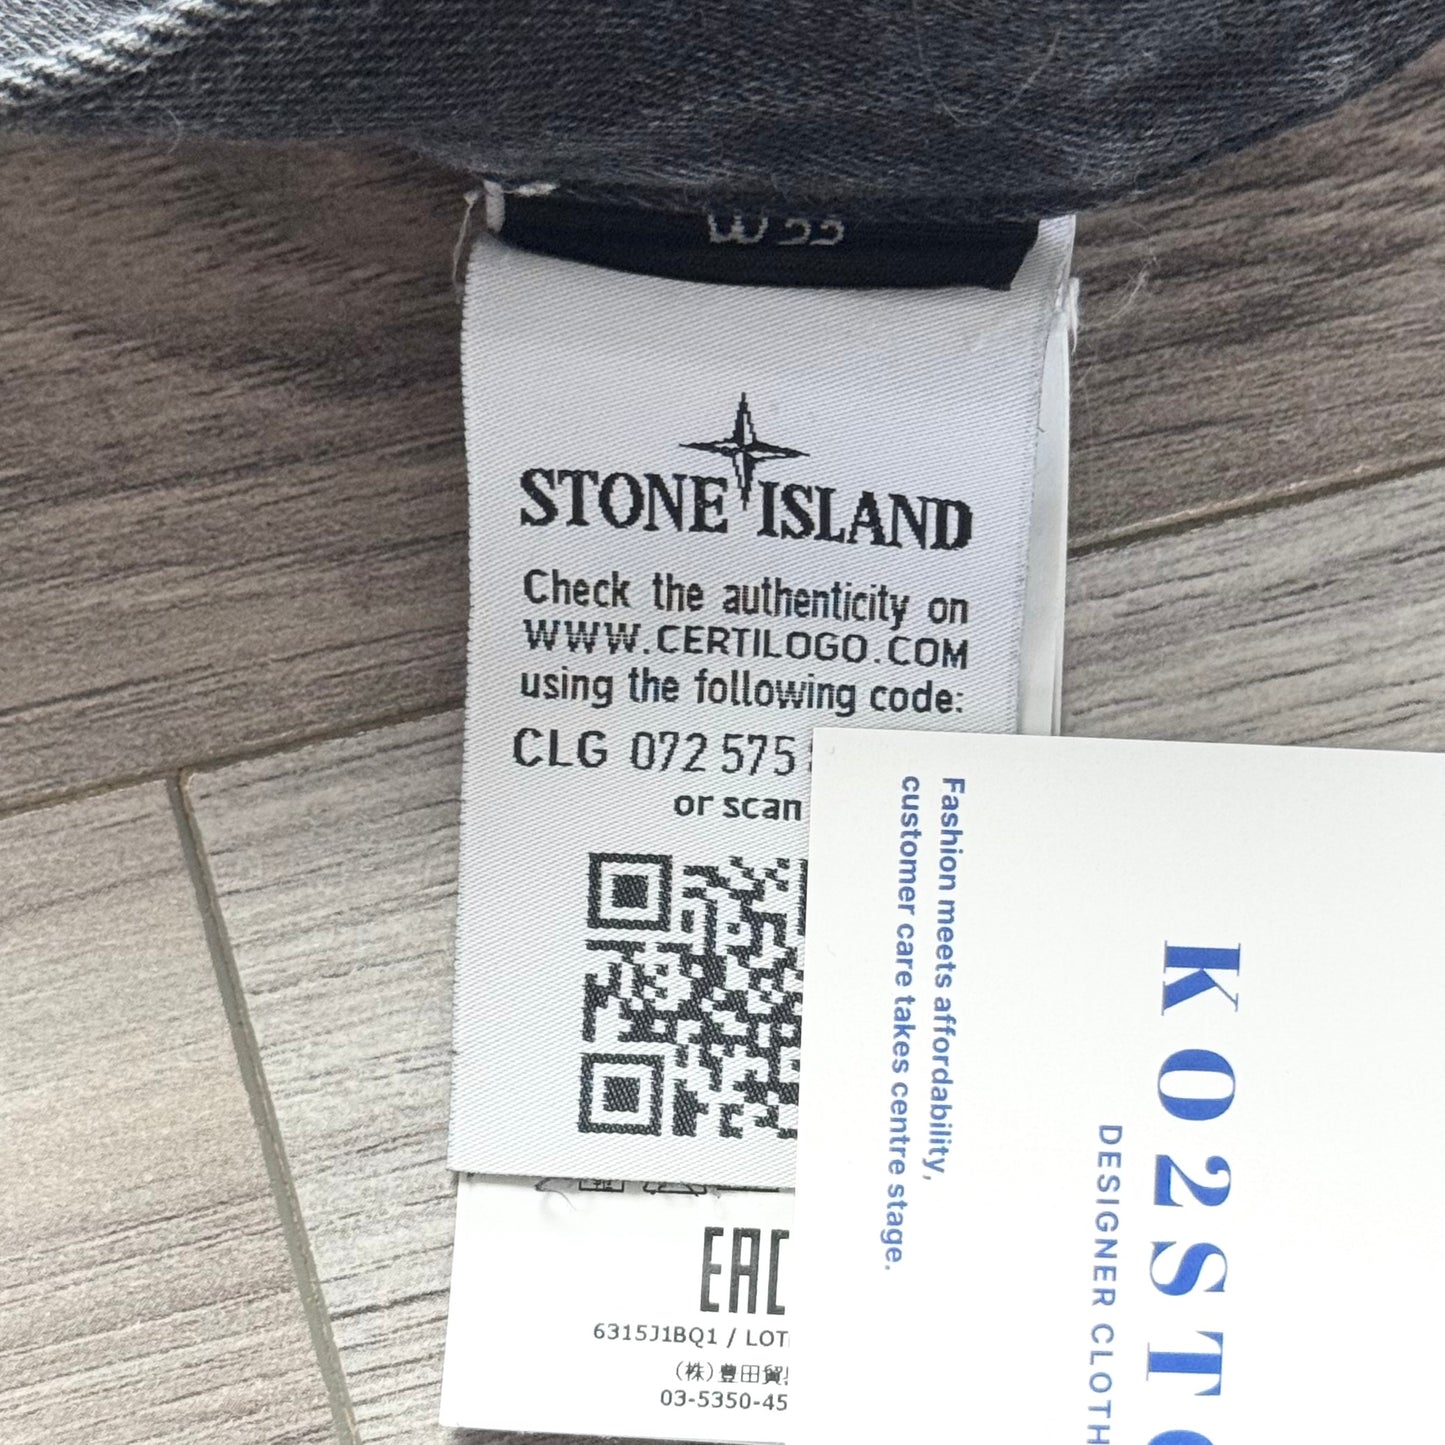 STONE ISLAND
Check the authenticity on
WWW.CERTILOGO.COM
using the following code:
CLG 072 575
or scan
EAC
6315J1BQ1 / LOT
(株)豊田貿
03-5350-45
Fashion meets affordability,
customer care takes centre stage.
KO2ST
DESIGNER CLOTH